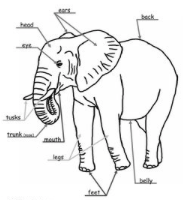 ears
head
back
eye
tusks
trunk (nose)
mouth
legs
belly
feet